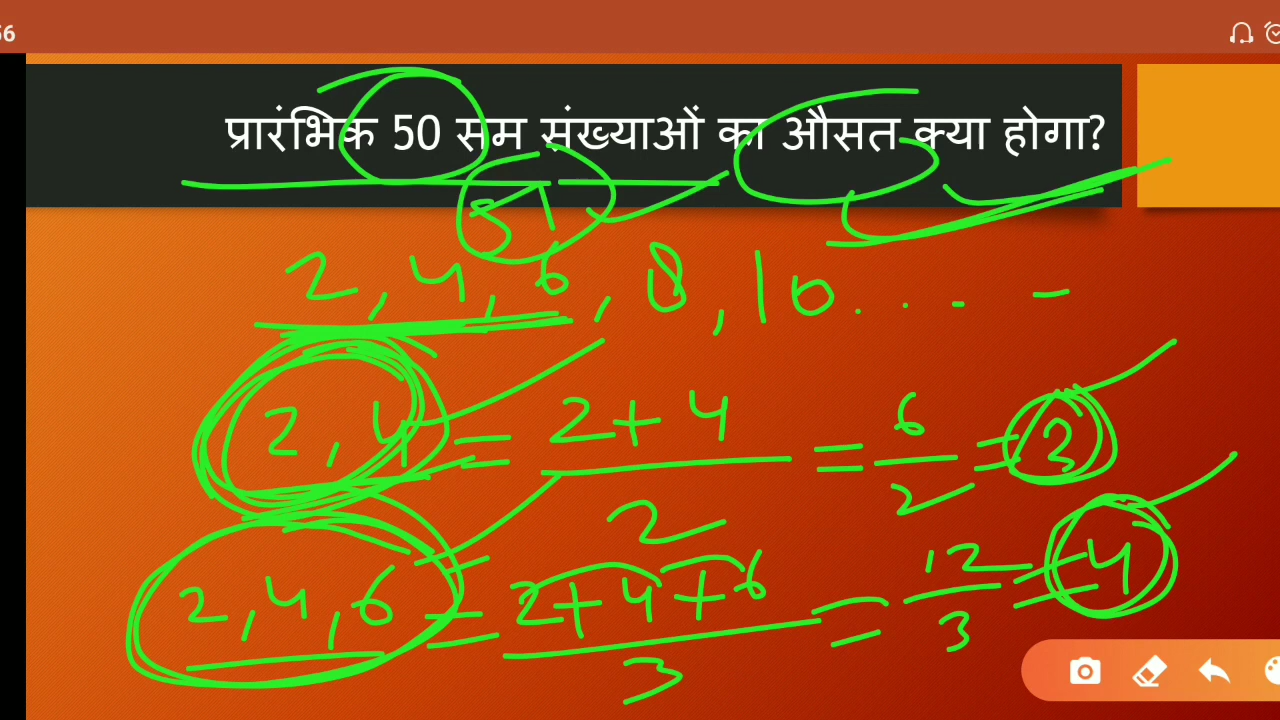 56
प्रारंभिक 50 सम संख्याओं का औसत क्या होगा?
51
2, 4, 6, 8, 10. . . - -
2, 4 = 2+4 / 2 = 6 / 2 = 3
2, 4, 6 = 2+4+6 / 3 = 12 / 3 = 4